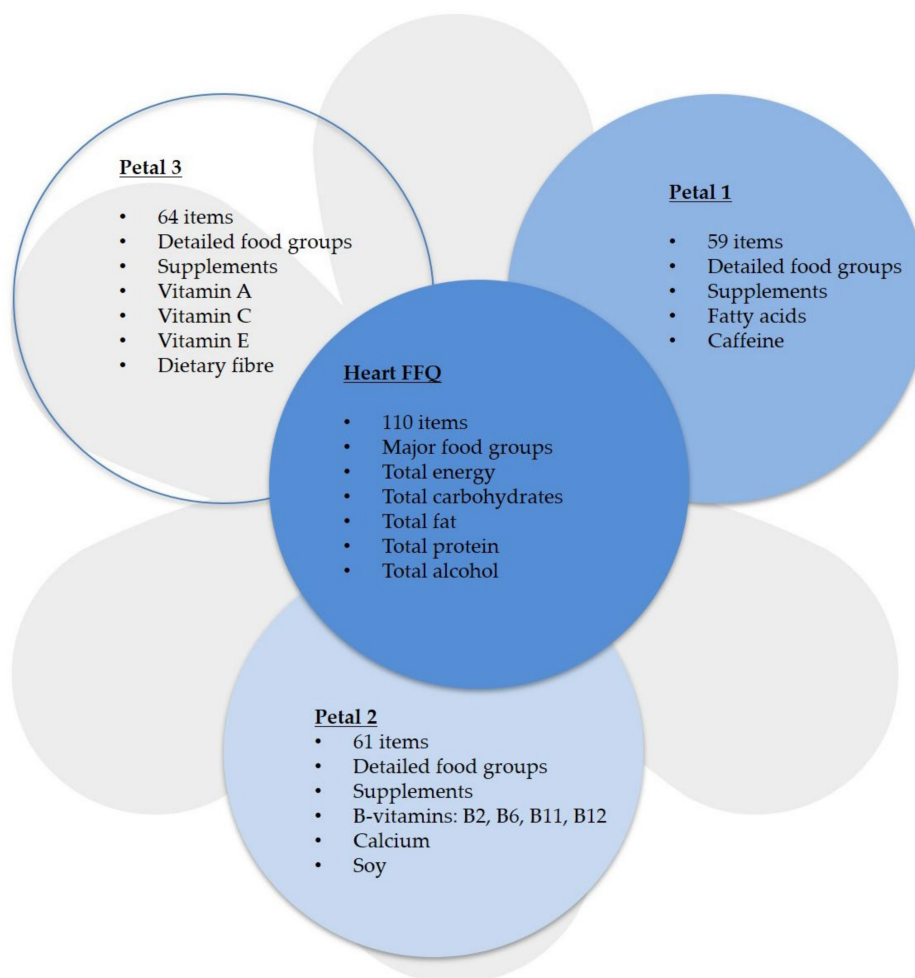 Petal 3
• 64 items
• Detailed food groups
• Supplements
• Vitamin A
• Vitamin C
• Vitamin E
• Dietary fibre
Petal 1
• 59 items
• Detailed food groups
• Supplements
• Fatty acids
• Caffeine
Heart FFQ
• 110 items
• Major food groups
• Total energy
• Total carbohydrates
• Total fat
• Total protein
• Total alcohol
Petal 2
• 61 items
• Detailed food groups
• Supplements
• B-vitamins: B2, B6, B11, B12
• Calcium
• Soy